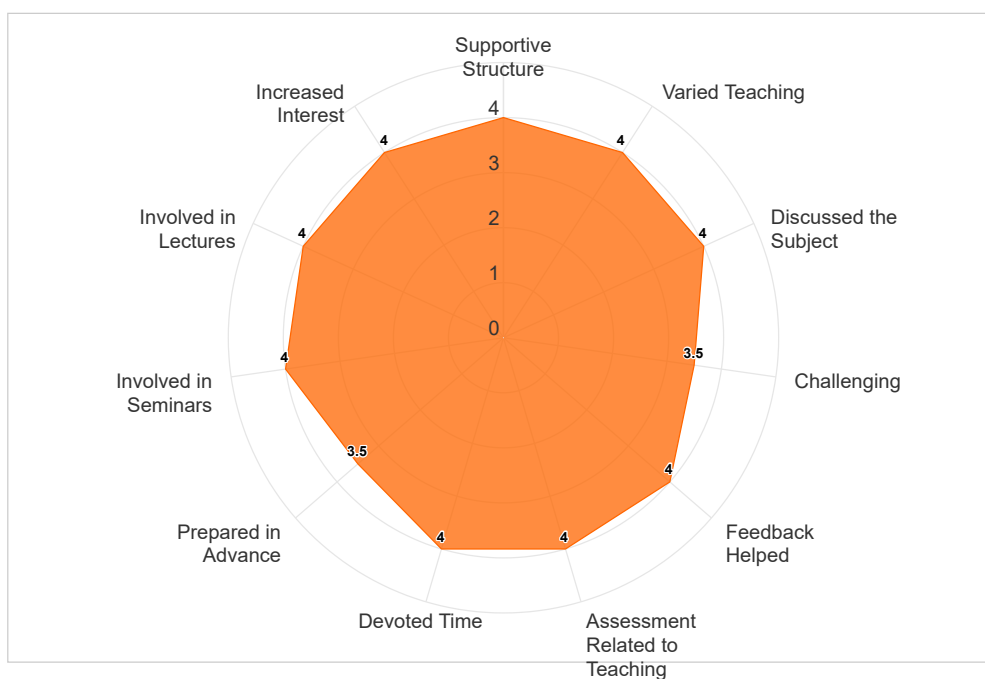 Supportive
Structure
Increased
Interest
Varied Teaching
4
4
4
3
2
1
0
Involved in
Lectures
4
4
Discussed the
Subject
Involved in
Seminars
4
3.5
Challenging
Prepared in
Advance
3.5
4
Feedback
Helped
Devoted Time
4
4
Assessment
Related to
Teaching